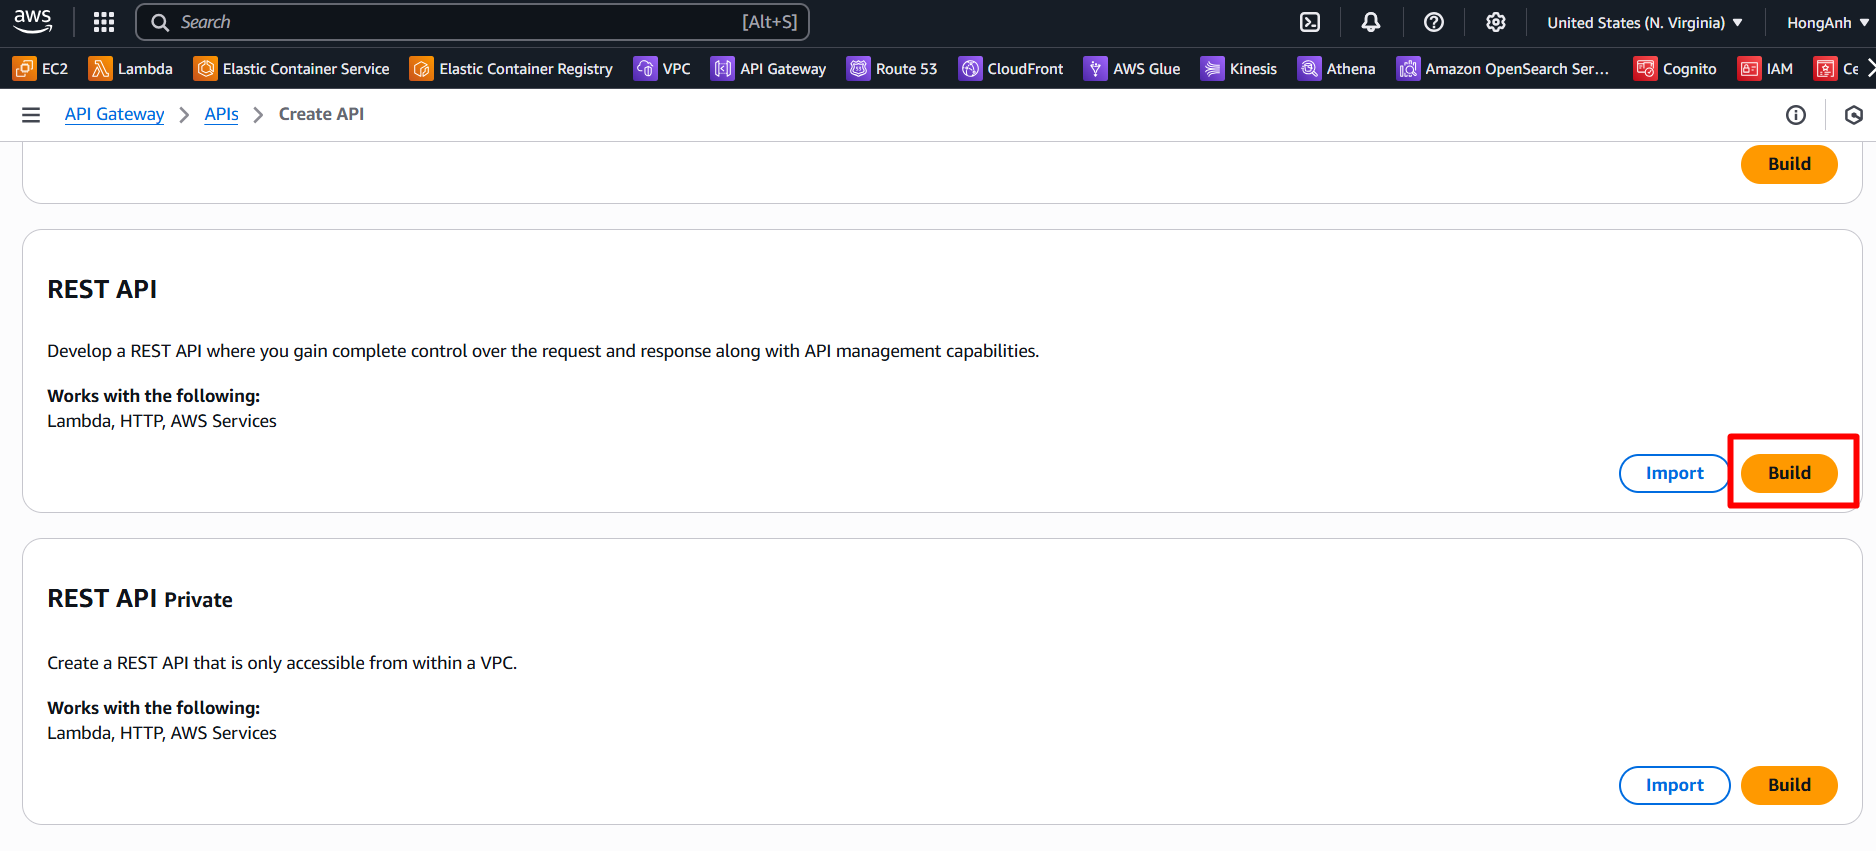 aws
Search [Alt+S] United States (N. Virginia) HongAnh
EC2 Lambda Elastic Container Service Elastic Container Registry VPC API Gateway Route 53 CloudFront AWS Glue Kinesis Athena Amazon OpenSearch Ser... Cognito IAM Ce
API Gateway APIs Create API
Build
REST API
Develop a REST API where you gain complete control over the request and response along with API management capabilities.
Works with the following:
Lambda, HTTP, AWS Services
Import Build
REST API Private
Create a REST API that is only accessible from within a VPC.
Works with the following:
Lambda, HTTP, AWS Services
Import Build